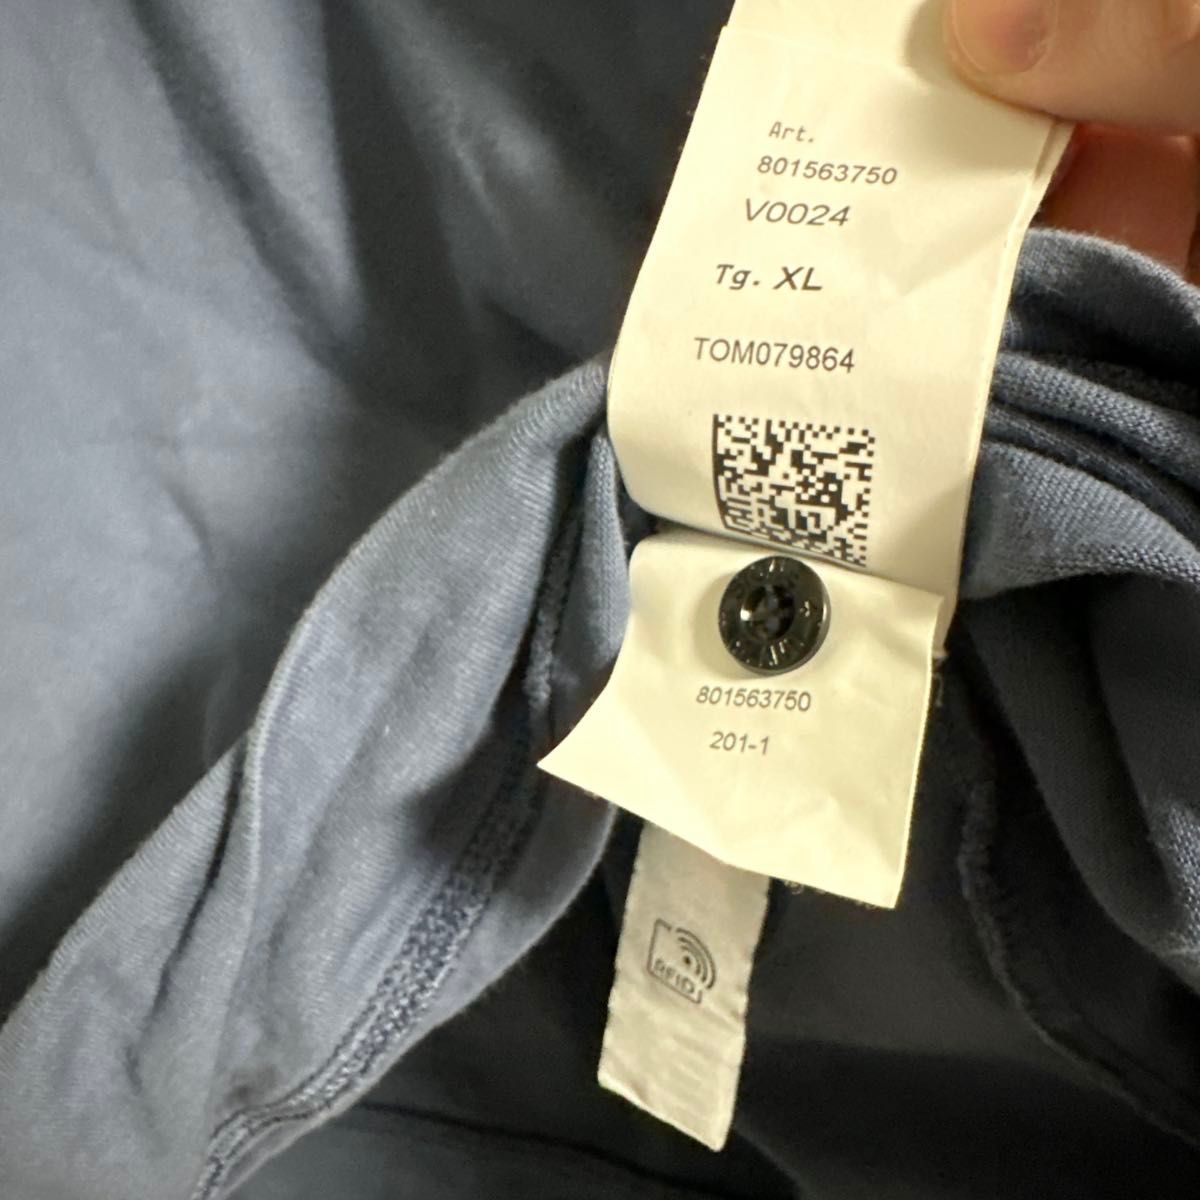 Art.
801563750
V0024
Tg. XL
TOM079864
801563750
201-1
RFID